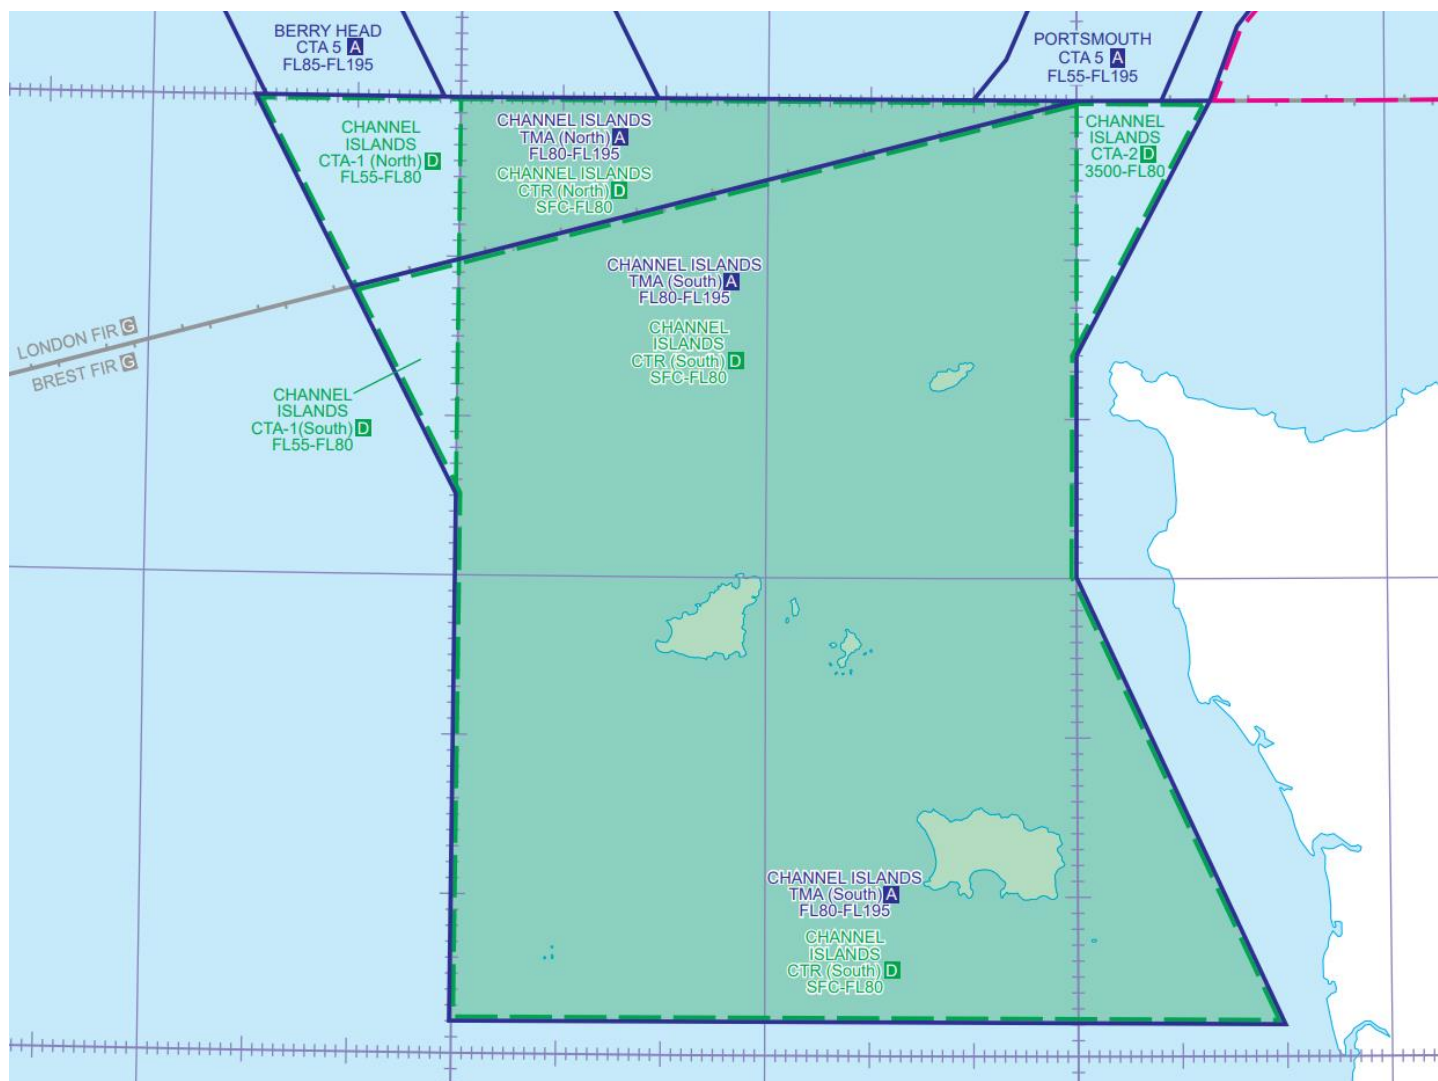 BERRY HEAD
CTA 5 A
FL85-FL195
PORTSMOUTH
CTA 5 A
FL55-FL195
CHANNEL
ISLANDS
CTA-1 (North) D
FL55-FL80
CHANNEL ISLANDS
TMA (North) A
FL80-FL195
CHANNEL ISLANDS
CTR (North) D
SFC-FL80
CHANNEL
ISLANDS
CTA-2 D
3500-FL80
CHANNEL ISLANDS
TMA (South) A
FL80-FL195
CHANNEL
ISLANDS
CTR (South) D
SFC-FL80
LONDON FIR G
BREST FIR G
CHANNEL
ISLANDS
CTA-1(South) D
FL55-FL80
CHANNEL ISLANDS
TMA (South) A
FL80-FL195
CHANNEL
ISLANDS
CTR (South) D
SFC-FL80